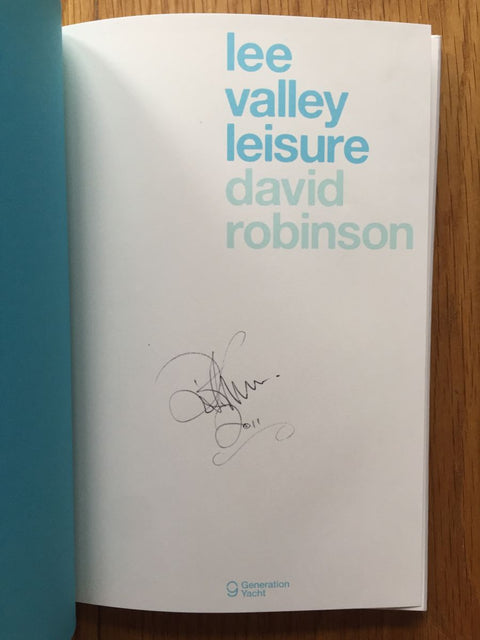 lee
valley
leisure
david
robinson
2011
Generation
Yacht